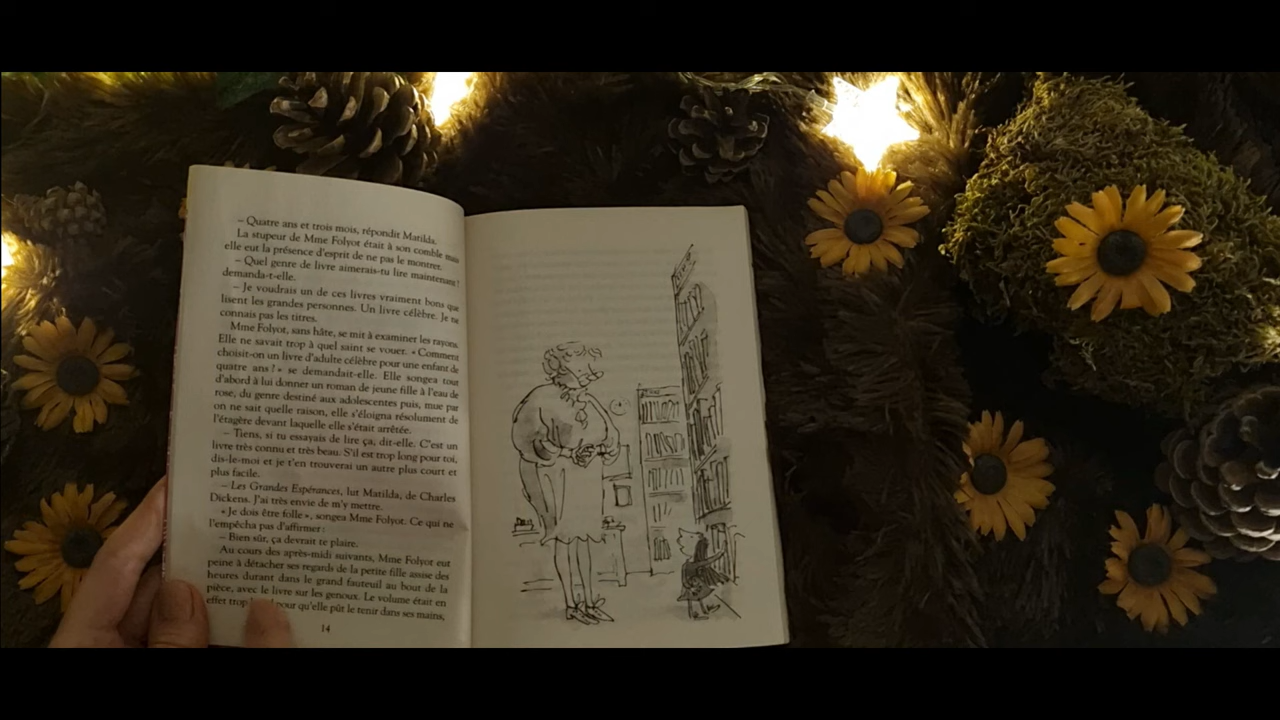 – Quatre ans et trois mois, répondit Matilda.
La stupeur de Mme Folyot était à son comble mais
elle eut la présence d'esprit de ne pas le montrer.
– Quel genre de livre aimerais-tu lire maintenant ?
demanda-t-elle.
– Je voudrais un de ces livres vraiment bons que
lisent les grandes personnes. Un livre célèbre. Je ne
connais pas les titres.
Mme Folyot, sans hâte, se mit à examiner les rayons.
Elle ne savait trop à quel saint se vouer. « Comment
choisit-on un livre d'adulte célèbre pour une enfant de
quatre ans ! » se demandait-elle. Elle songea tout
d'abord à lui donner un roman de jeune fille à l'eau de
rose, du genre destiné aux adolescentes puis, mue par
on ne sait quelle raison, elle s'éloigna résolument de
l'étagère devant laquelle elle s'était arrêtée.
– Tiens, si tu essayais de lire ça, dit-elle. C'est un
livre très connu et très beau. S'il est trop long pour toi,
dis-le-moi et je t'en trouverai un autre plus court et
plus facile.
– Les Grandes Espérances, lut Matilda, de Charles
Dickens. J'ai très envie de m'y mettre.
« Je dois être folle », songea Mme Folyot. Ce qui ne
l'empêcha pas d'affirmer :
– Bien sûr, ça devrait te plaire.
Au cours des après-midi suivants, Mme Folyot eut
peine à détacher ses regards de la petite fille assise des
heures durant dans le grand fauteuil au bout de la
pièce, avec le livre sur les genoux. Le volume était en
effet trop pour qu'elle pût le tenir dans ses mains,
14